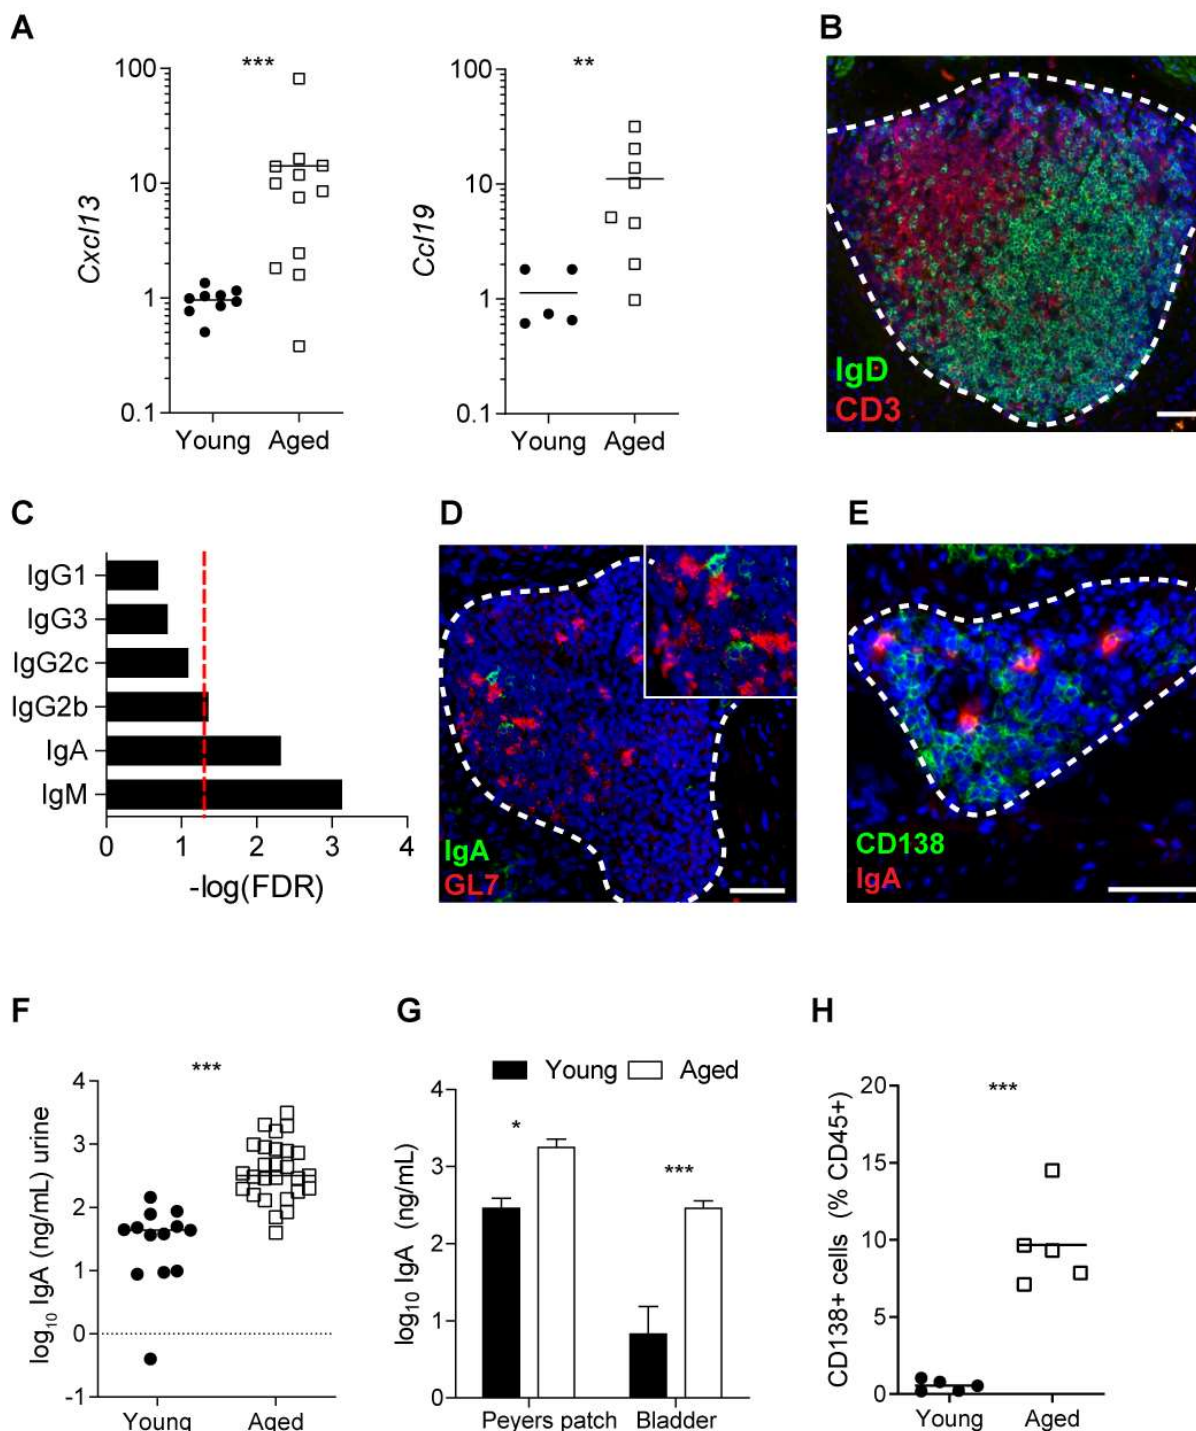 A
***
100
10
1
0.1
Cxcl13
Young Aged
**
100
10
1
0.1
Ccl19
Young Aged
B
IgD
CD3
C
IgG1
IgG3
IgG2c
IgG2b
IgA
IgM
0 1 2 3 4
-log(FDR)
D
IgA
GL7
E
CD138
IgA
F
***
4
3
2
1
0
-1
log10 IgA (ng/mL) urine
Young Aged
G
Young Aged
4
3
2
1
0
log10 IgA (ng/mL)
*
***
Peyers patch Bladder
H
***
20
15
10
5
0
CD138+ cells (% CD45+)
Young Aged